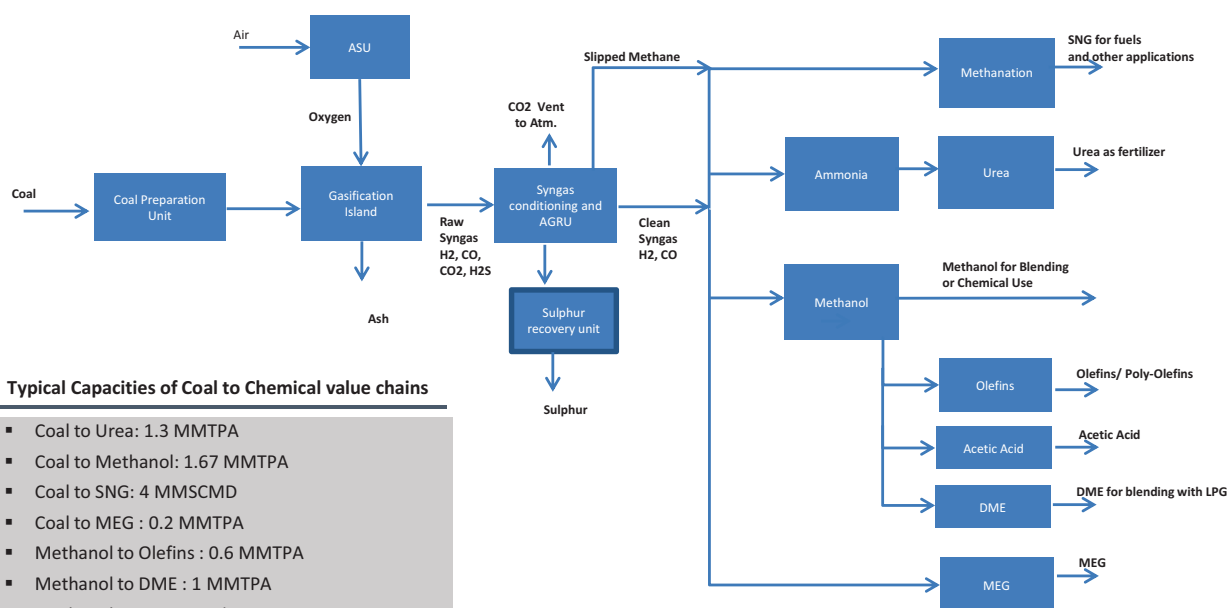 Air
ASU
Oxygen
Coal
Coal Preparation
Unit
Gasification
Island
Ash
Raw
Syngas
H2, CO,
CO2, H2S
CO2 Vent
to Atm.
Syngas
conditioning and
AGRU
Sulphur
recovery unit
Sulphur
Slipped Methane
Clean
Syngas
H2, CO
Methanation
SNG for fuels
and other applications
Ammonia
Urea
Urea as fertilizer
Methanol
Methanol for Blending
or Chemical Use
Olefins
Olefins/ Poly-Olefins
Acetic Acid
Acetic Acid
DME
DME for blending with LPG
MEG
MEG
Typical Capacities of Coal to Chemical value chains
▪ Coal to Urea: 1.3 MMTPA
▪ Coal to Methanol: 1.67 MMTPA
▪ Coal to SNG: 4 MMSCMD
▪ Coal to MEG : 0.2 MMTPA
▪ Methanol to Olefins : 0.6 MMTPA
▪ Methanol to DME : 1 MMTPA